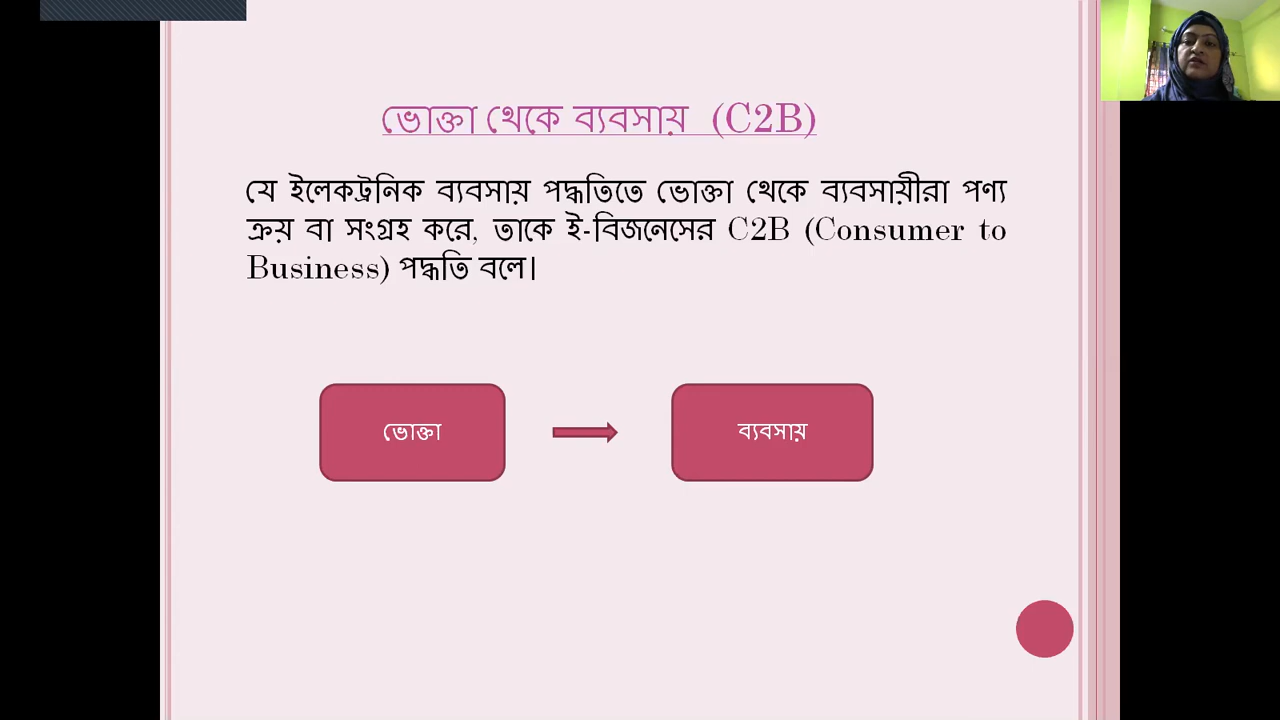 ভোক্তা থেকে ব্যবসায় (C2B)
যে ইলেকট্রনিক ব্যবসায় পদ্ধতিতে ভোক্তা থেকে ব্যবসায়ীরা পণ্য
ক্রয় বা সংগ্রহ করে, তাকে ই-বিজনেসের C2B (Consumer to
Business) পদ্ধতি বলে।
ভোক্তা
ব্যবসায়